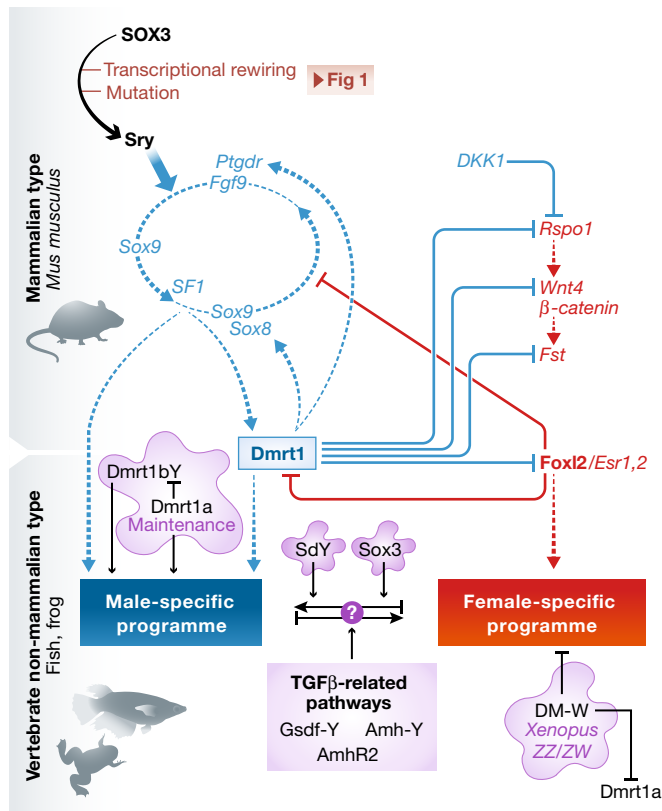 SOX3
Transcriptional rewiring
Mutation
Fig 1
Sry
Mammalian type
Mus musculus
Ptgdr
Fgf9
Sox9
SF1
Sox9
Sox8
DKK1
Rspo1
Wnt4
β-catenin
Fst
Dmrt1
Foxl2/Esr1,2
Vertebrate non-mammalian type
Fish, frog
Dmrt1bY
Dmrt1a
Maintenance
SdY
Sox3
Male-specific
programme
?
Female-specific
programme
TGFβ-related
pathways
Gsdf-Y Amh-Y
AmhR2
DM-W
Xenopus
ZZ/ZW
Dmrt1a